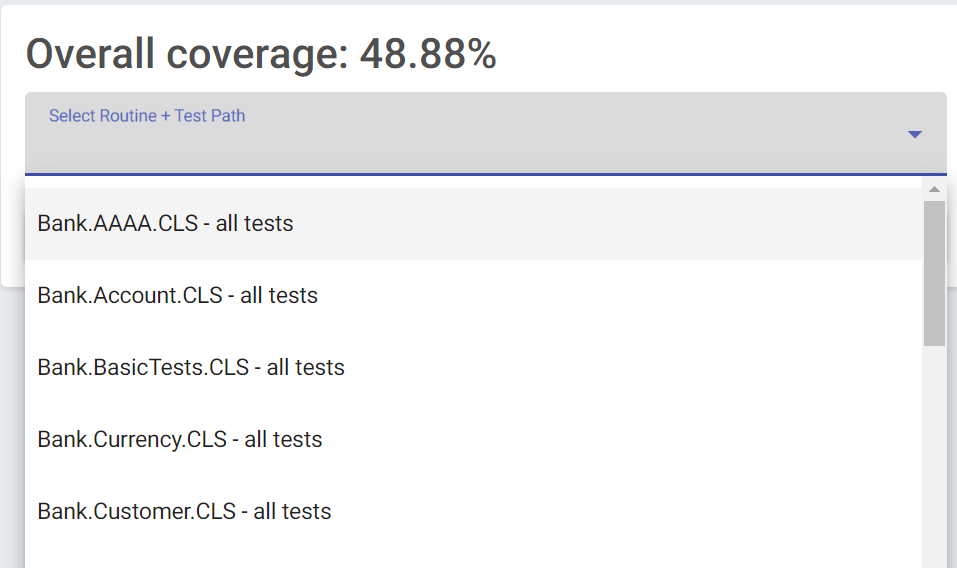 Overall coverage: 48.88%
Select Routine + Test Path
Bank.AAAA.CLS - all tests
Bank.Account.CLS - all tests
Bank.BasicTests.CLS - all tests
Bank.Currency.CLS - all tests
Bank.Customer.CLS - all tests